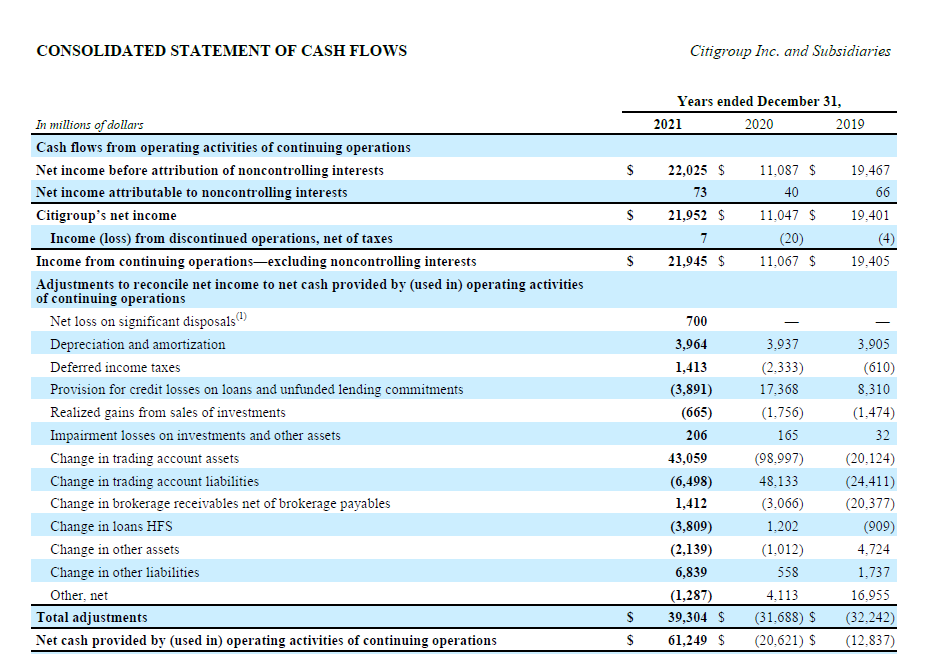 CONSOLIDATED STATEMENT OF CASH FLOWS Citigroup Inc. and Subsidiaries
Years ended December 31,
In millions of dollars 2021 2020 2019
Cash flows from operating activities of continuing operations
Net income before attribution of noncontrolling interests $ 22,025 $ 11,087 $ 19,467
Net income attributable to noncontrolling interests 73 40 66
Citigroup’s net income $ 21,952 $ 11,047 $ 19,401
Income (loss) from discontinued operations, net of taxes 7 (20) (4)
Income from continuing operations—excluding noncontrolling interests $ 21,945 $ 11,067 $ 19,405
Adjustments to reconcile net income to net cash provided by (used in) operating activities
of continuing operations
Net loss on significant disposals(1) 700 — —
Depreciation and amortization 3,964 3,937 3,905
Deferred income taxes 1,413 (2,333) (610)
Provision for credit losses on loans and unfunded lending commitments (3,891) 17,368 8,310
Realized gains from sales of investments (665) (1,756) (1,474)
Impairment losses on investments and other assets 206 165 32
Change in trading account assets 43,059 (98,997) (20,124)
Change in trading account liabilities (6,498) 48,133 (24,411)
Change in brokerage receivables net of brokerage payables 1,412 (3,066) (20,377)
Change in loans HFS (3,809) 1,202 (909)
Change in other assets (2,139) (1,012) 4,724
Change in other liabilities 6,839 558 1,737
Other, net (1,287) 4,113 16,955
Total adjustments $ 39,304 $ (31,688) $ (32,242)
Net cash provided by (used in) operating activities of continuing operations $ 61,249 $ (20,621) $ (12,837)